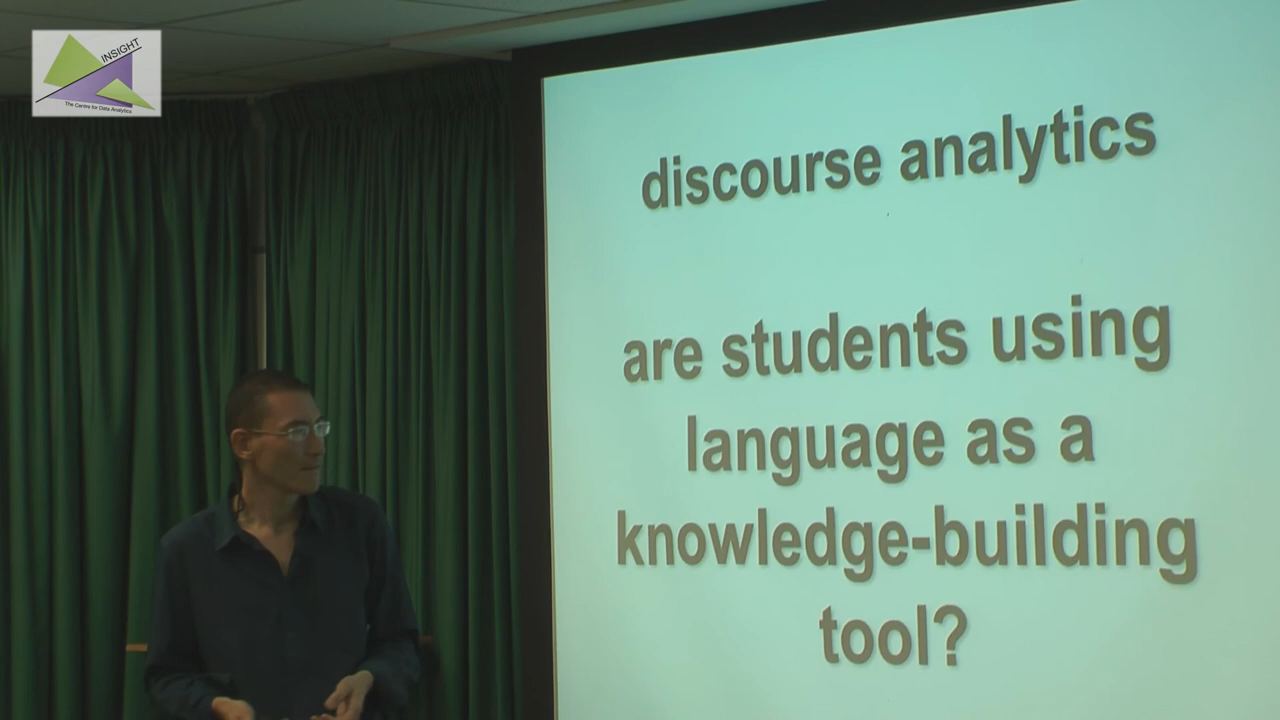 INSIGHT
The Centre for Data Analytics
discourse analytics
are students using
language as a
knowledge-building
tool?